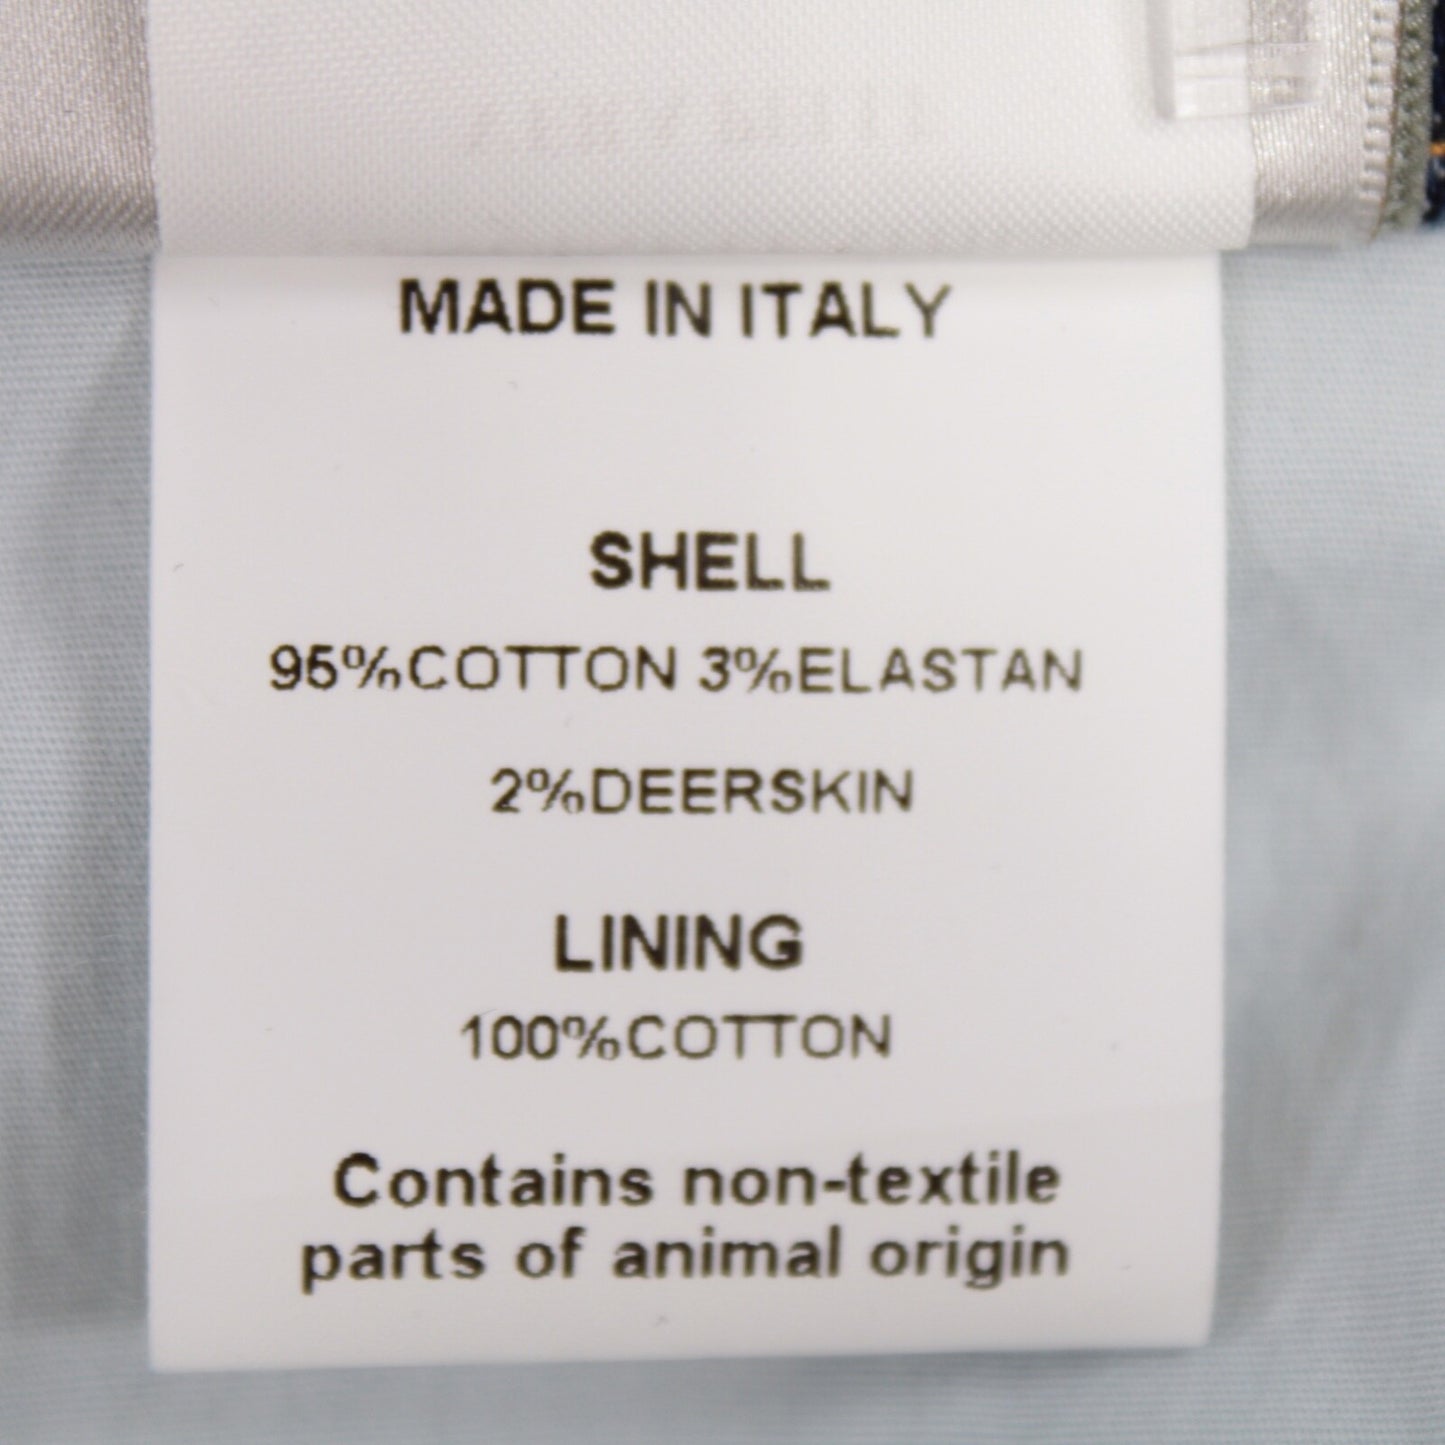 MADE IN ITALY
SHELL
95%COTTON 3%ELASTAN
2%DEERSKIN
LINING
100%COTTON
Contains non-textile
parts of animal origin